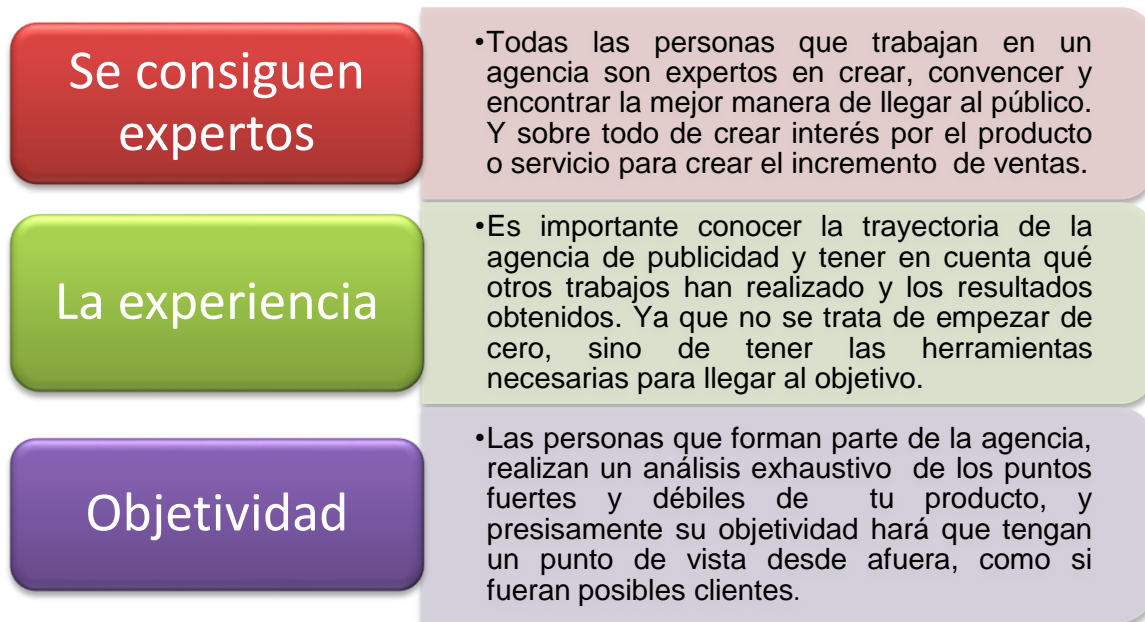 Se consiguen
expertos
•Todas las personas que trabajan en un
agencia son expertos en crear, convencer y
encontrar la mejor manera de llegar al público.
Y sobre todo de crear interés por el producto
o servicio para crear el incremento de ventas.
La experiencia
•Es importante conocer la trayectoria de la
agencia de publicidad y tener en cuenta qué
otros trabajos han realizado y los resultados
obtenidos. Ya que no se trata de empezar de
cero, sino de tener las herramientas
necesarias para llegar al objetivo.
Objetividad
•Las personas que forman parte de la agencia,
realizan un análisis exhaustivo de los puntos
fuertes y débiles de tu producto, y
presisamente su objetividad hará que tengan
un punto de vista desde afuera, como si
fueran posibles clientes.